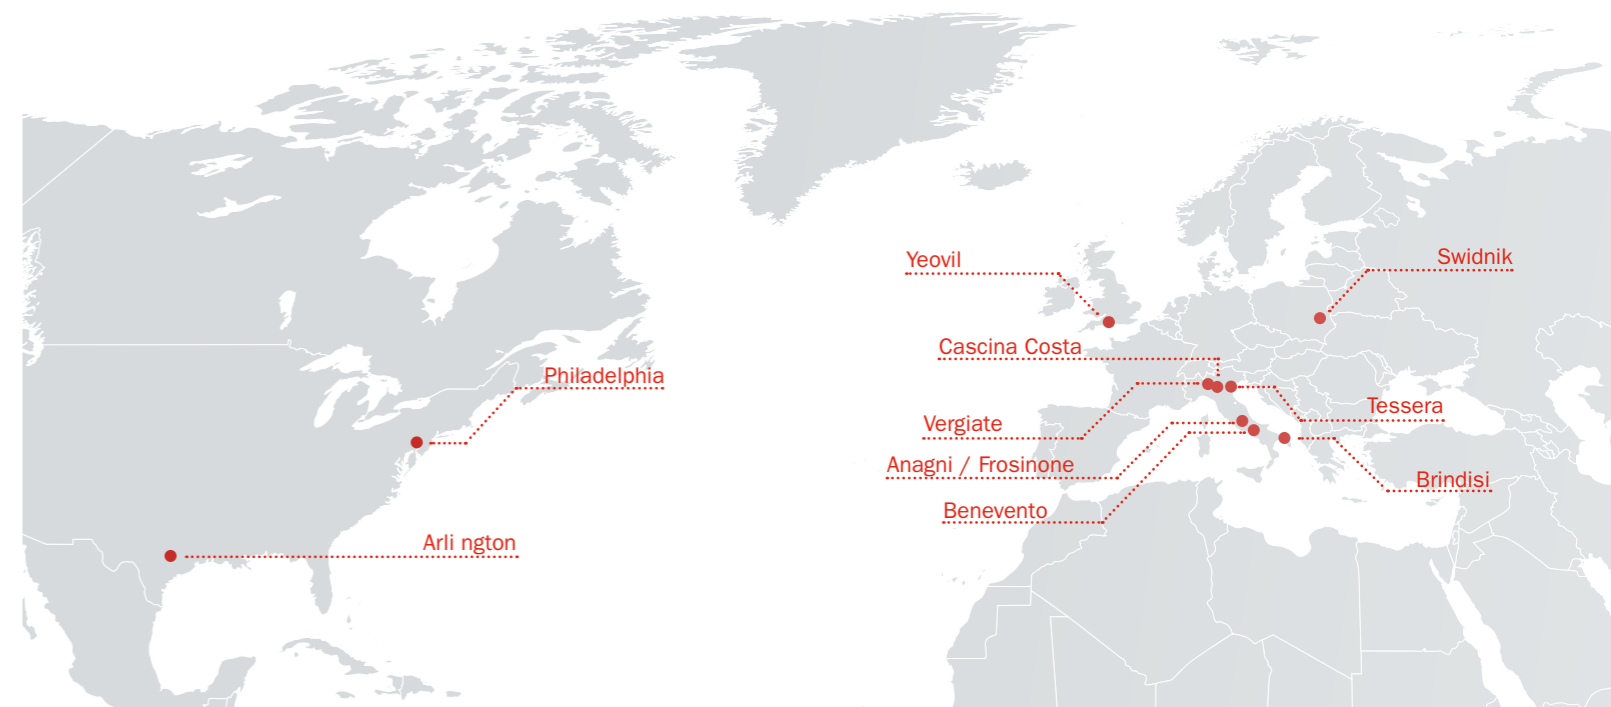 Yeovil
Swidnik
Cascina Costa
Philadelphia
Tessera
Vergiate
Anagni / Frosinone
Brindisi
Benevento
Arli ngton